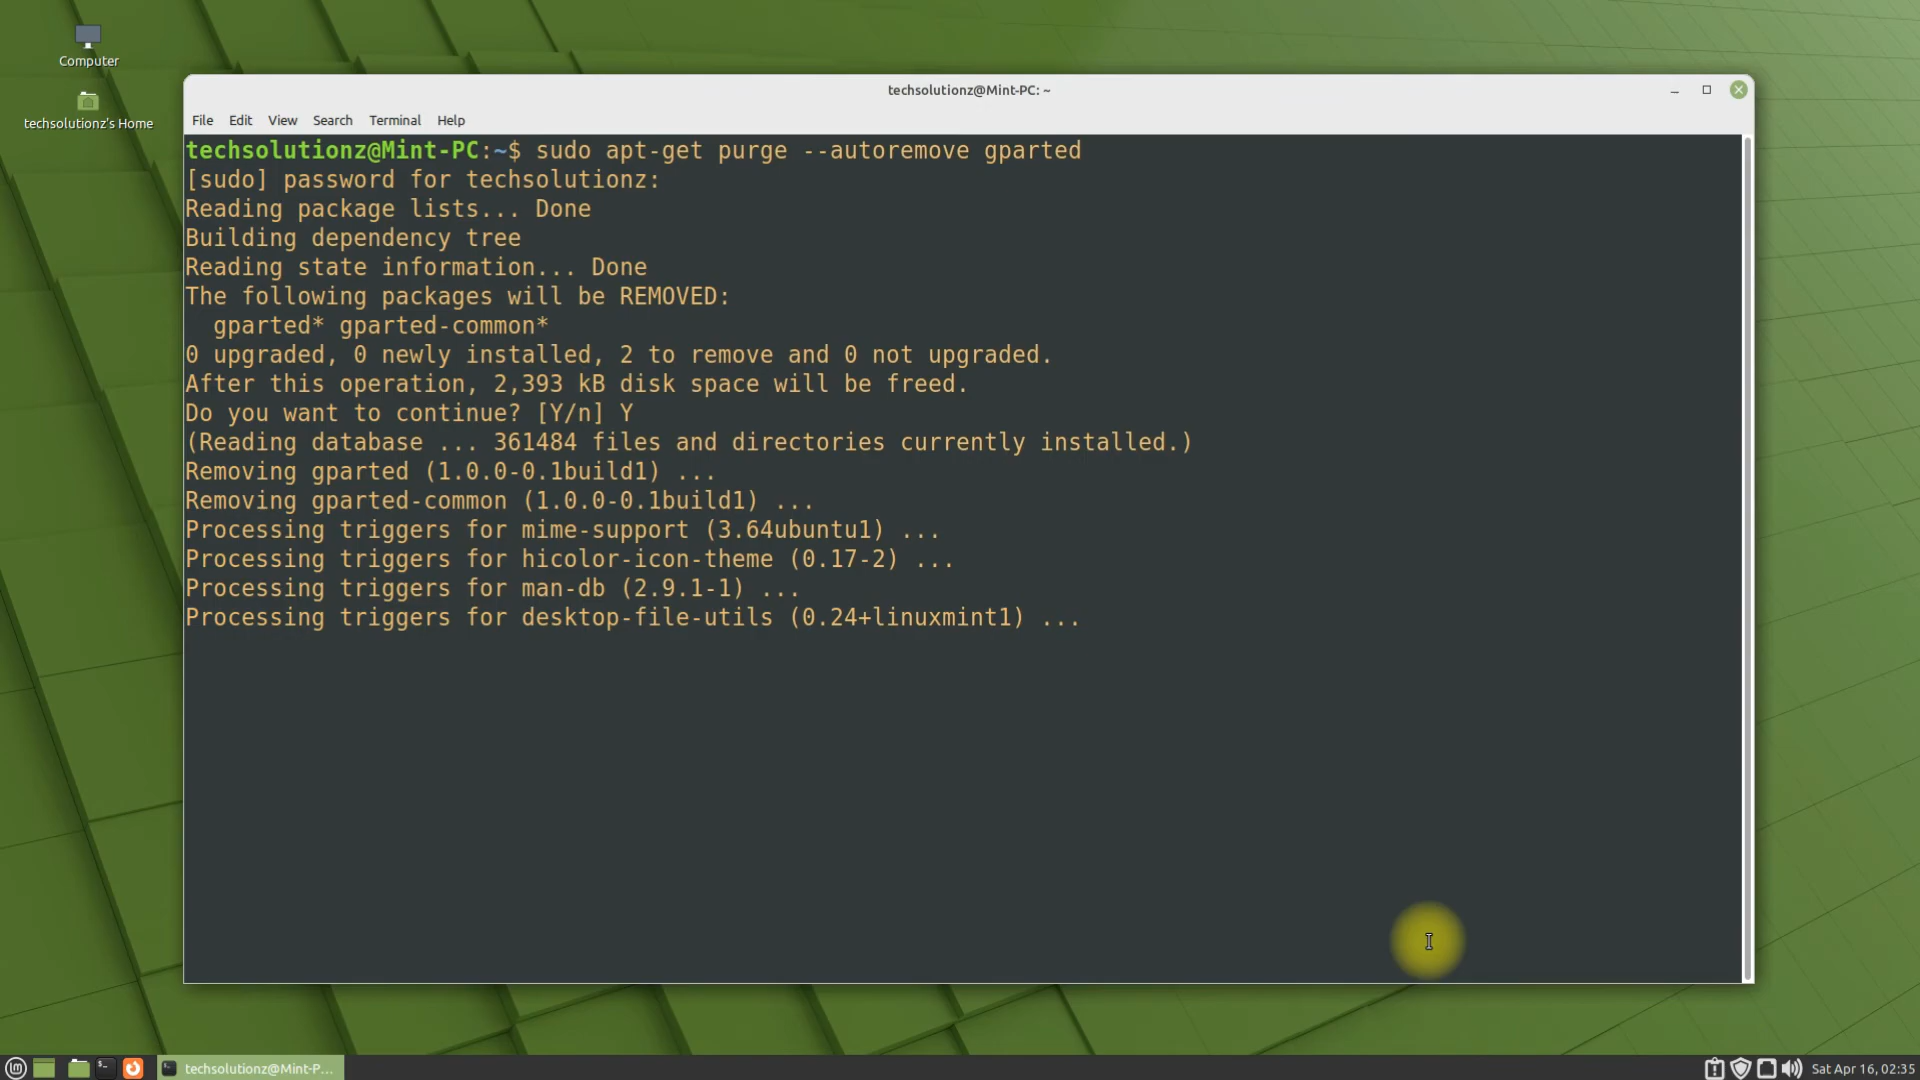 Computer
techsolutionz's Home
techsolutionz@Mint-PC: ~
File Edit View Search Terminal Help
techsolutionz@Mint-PC:~$ sudo apt-get purge --autoremove gparted
[sudo] password for techsolutionz:
Reading package lists... Done
Building dependency tree
Reading state information... Done
The following packages will be REMOVED:
  gparted* gparted-common*
0 upgraded, 0 newly installed, 2 to remove and 0 not upgraded.
After this operation, 2,393 kB disk space will be freed.
Do you want to continue? [Y/n] Y
(Reading database ... 361484 files and directories currently installed.)
Removing gparted (1.0.0-0.1build1) ...
Removing gparted-common (1.0.0-0.1build1) ...
Processing triggers for mime-support (3.64ubuntu1) ...
Processing triggers for hicolor-icon-theme (0.17-2) ...
Processing triggers for man-db (2.9.1-1) ...
Processing triggers for desktop-file-utils (0.24+linuxmint1) ...
techsolutionz@Mint-P...
Sat Apr 16, 02:35